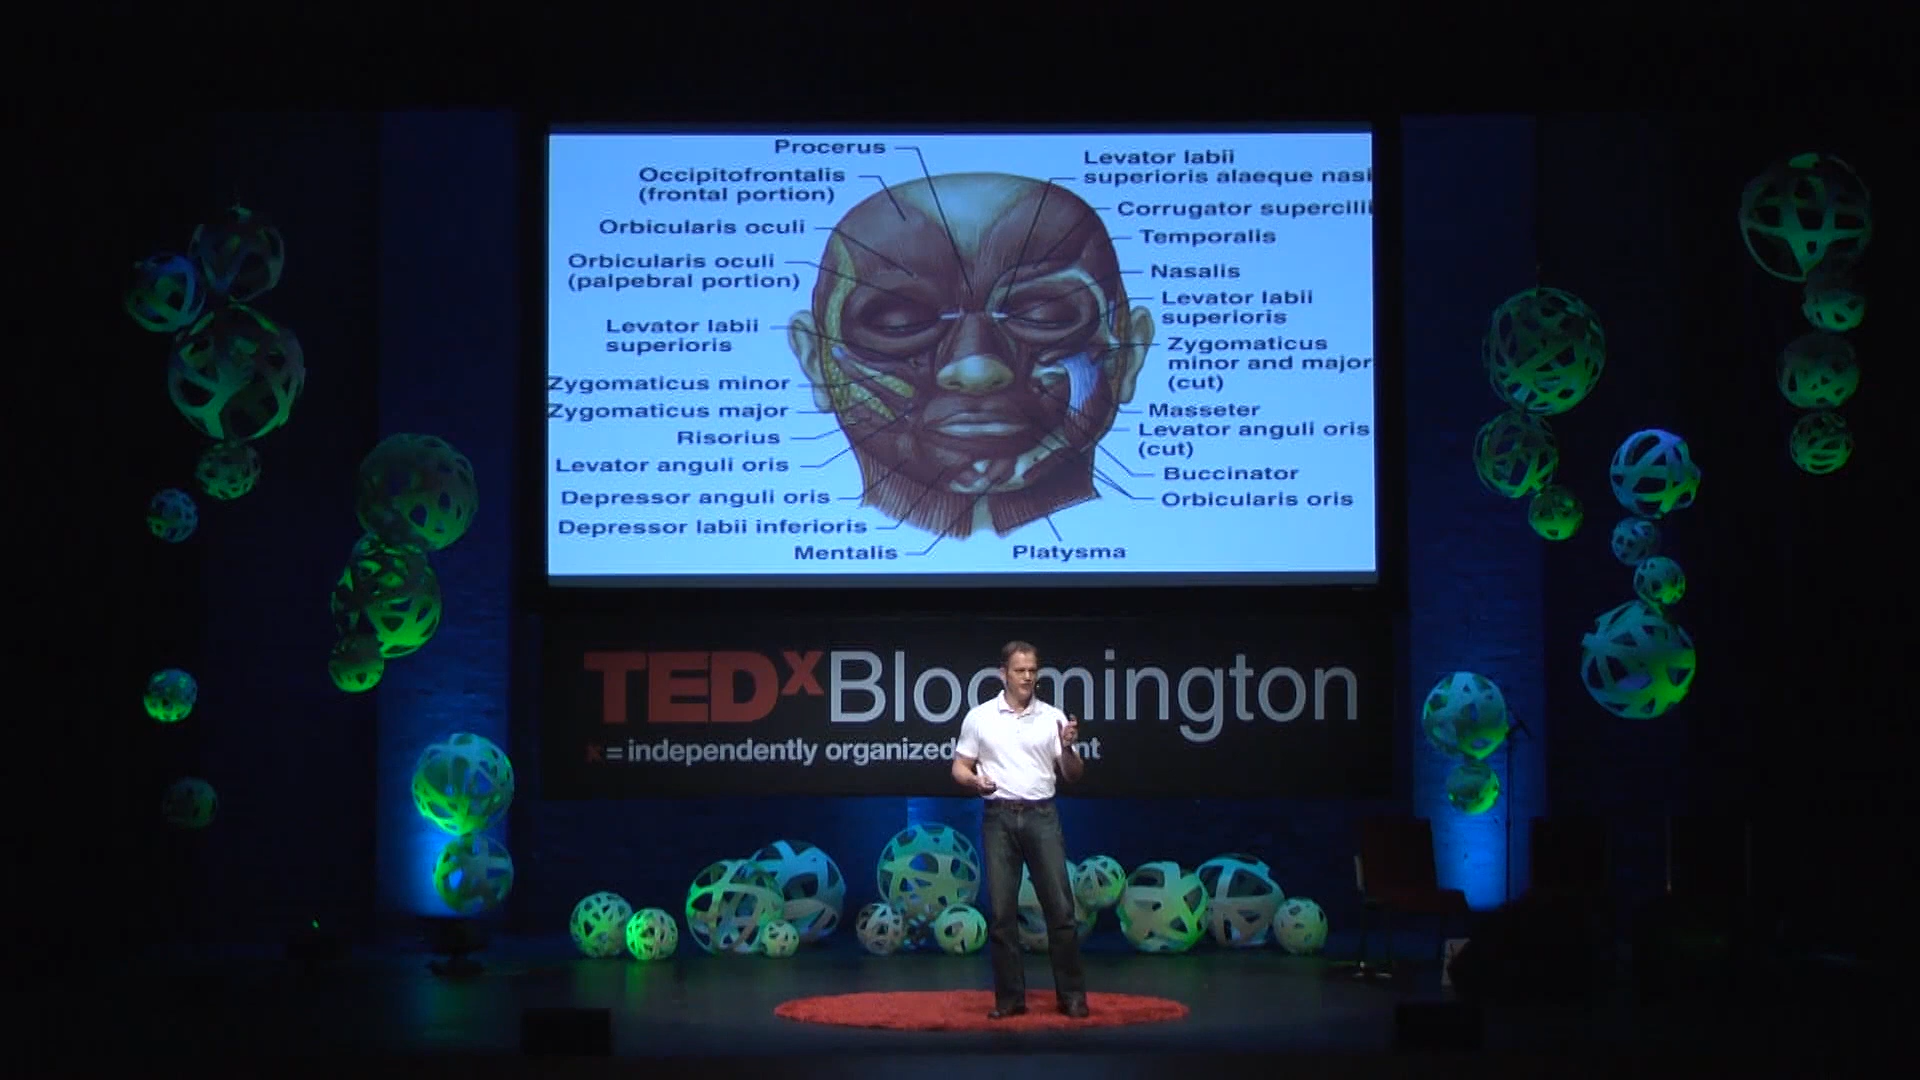 Procerus
Occipitofrontalis
(frontal portion)
Orbicularis oculi
Orbicularis oculi
(palpebral portion)
Levator labii
superioris
Zygomaticus minor
Zygomaticus major
Risorius
Levator anguli oris
Depressor anguli oris
Depressor labii inferioris
Mentalis
Levator labii
superioris alaeque nasi
Corrugator supercilii
Temporalis
Nasalis
Levator labii
superioris
Zygomaticus
minor and major
(cut)
Masseter
Levator anguli oris
(cut)
Buccinator
Orbicularis oris
Platysma
TEDxBloomington
x = independently organized nt